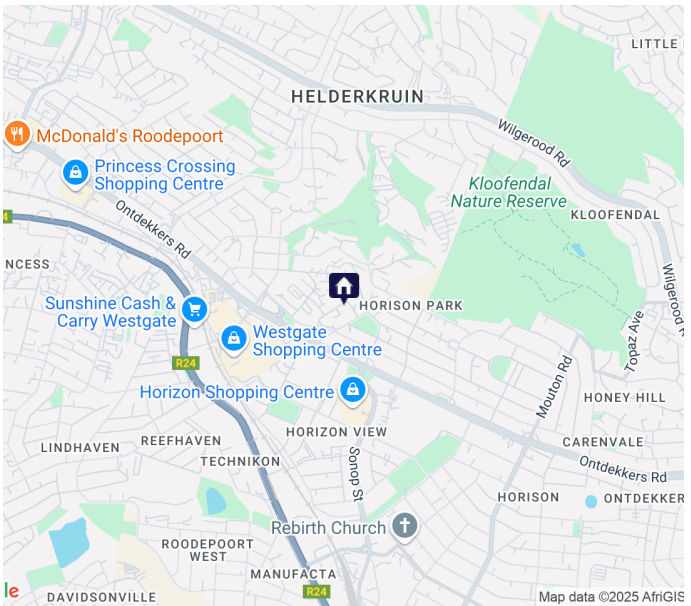 LITTLE
HELDERKRUIN
McDonald's Roodepoort
Wilgerood Rd
Princess Crossing
Shopping Centre
Kloofendal
Nature Reserve
KLOOFENDAL
Ontdekkers Rd
4
NCESS
Wilgerood R
Sunshine Cash &
Carry Westgate
HORISON PARK
Topaz Ave
Westgate
Shopping Centre
R24
Mouton Rd
Horizon Shopping Centre
HONEY HILL
HORIZON VIEW
REEFHAVEN
CARENVALE
LINDHAVEN
TECHNIKON
Sonop St
Ontdekkers Rd
HORISON
ONTDEKKER
Rebirth Church
ROODEPOORT
WEST
MANUFACTA
le
R24
DAVIDSONVILLE
Map data ©2025 AfriGIS